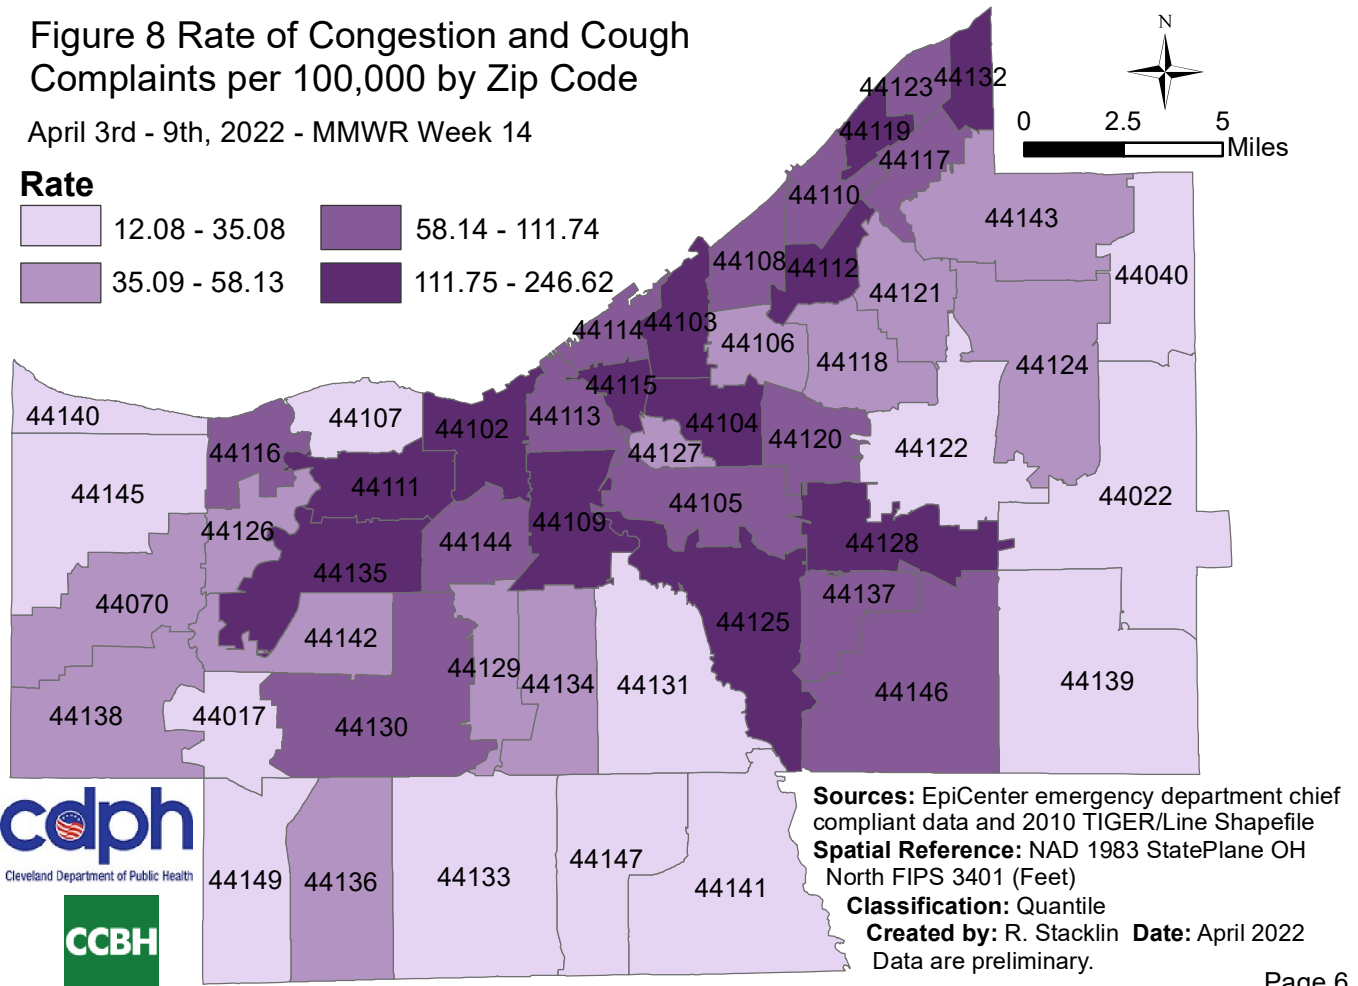 Figure 8 Rate of Congestion and Cough
Complaints per 100,000 by Zip Code
April 3rd - 9th, 2022 - MMWR Week 14
Rate
12.08 - 35.08
58.14 - 111.74
35.09 - 58.13
111.75 - 246.62
N
0 2.5 5
Miles
44132
44123
44119
44117
44110
44143
44108
44112
44040
44121
44114
44103
44106
44118
44124
44115
44140
44107
44102
44113
44104
44120
44116
44127
44122
44111
44145
44022
44105
44126
44109
44144
44128
44135
44070
44137
44125
44142
44129
44134
44131
44139
44146
44138
44017
44130
44149
44136
44133
44147
44141
cdph
Cleveland Department of Public Health
CCBH
Sources: EpiCenter emergency department chief
compliant data and 2010 TIGER/Line Shapefile
Spatial Reference: NAD 1983 StatePlane OH
North FIPS 3401 (Feet)
Classification: Quantile
Created by: R. Stacklin Date: April 2022
Data are preliminary.
Page 6